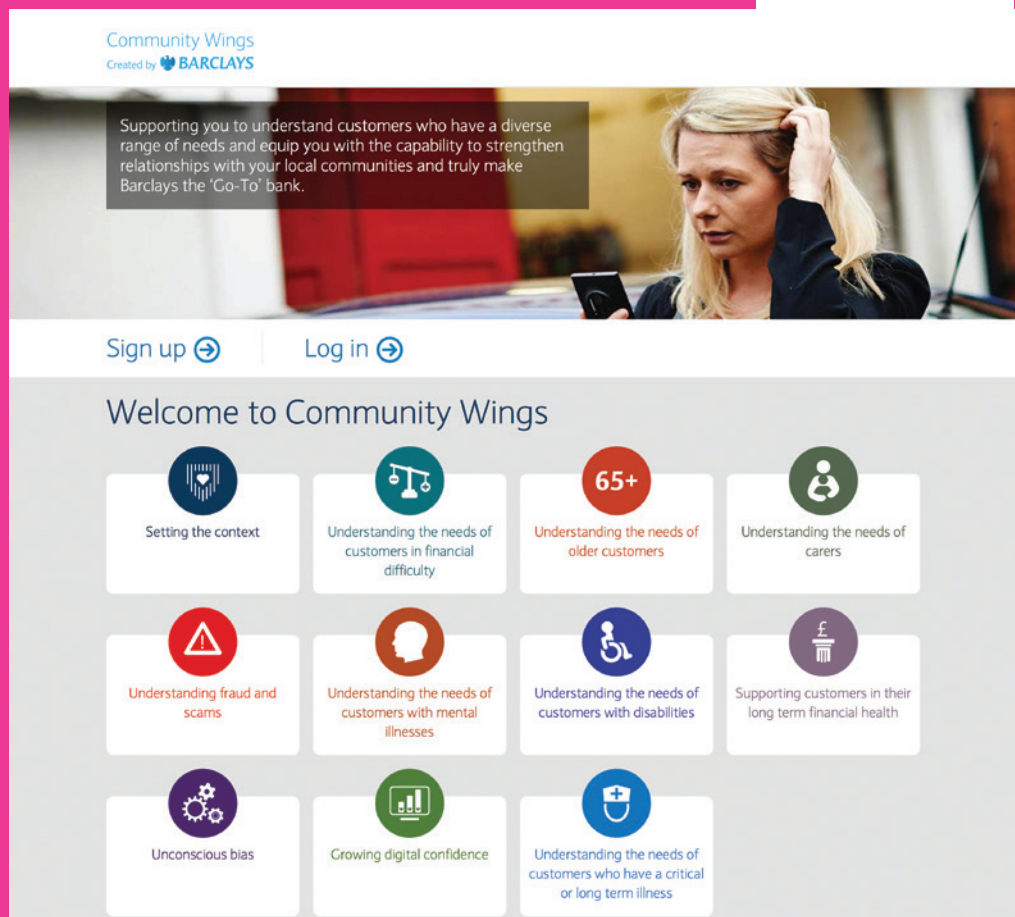 Community Wings
Created by BARCLAYS
Supporting you to understand customers who have a diverse
range of needs and equip you with the capability to strengthen
relationships with your local communities and truly make
Barclays the ‘Go-To’ bank.
Sign up
Log in
Welcome to Community Wings
Setting the context
Understanding the needs of
customers in financial
difficulty
65+
Understanding the needs of
older customers
Understanding the needs of
carers
Understanding fraud and
scams
Understanding the needs of
customers with mental
illnesses
Understanding the needs of
customers with disabilities
£
Supporting customers in their
long term financial health
Unconscious bias
Growing digital confidence
Understanding the needs of
customers who have a critical
or long term illness